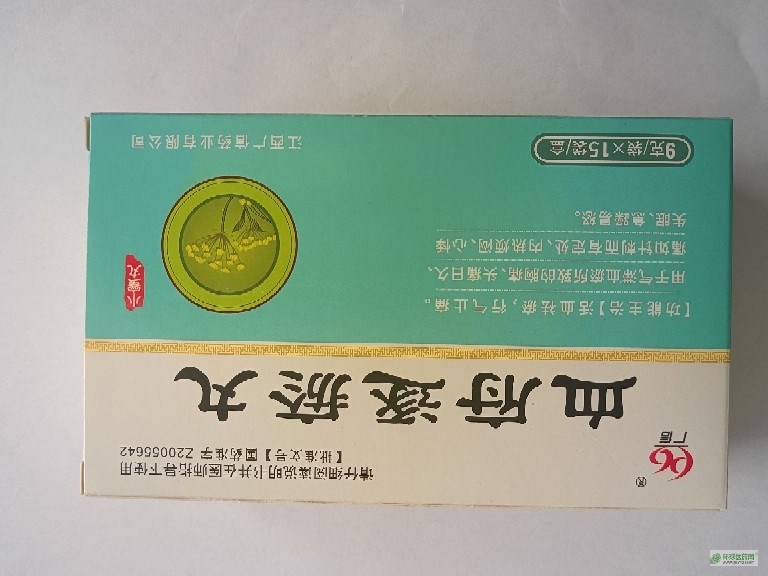 广信
®
请仔细阅读说明书并在医师指导下使用
【批准文号】国药准字 Z20055642
血府逐瘀丸
【功能主治】活血祛瘀，行气止痛。
用于气滞血瘀所致的胸痛、头痛日久、
痛如针刺而有定处、内热烦闷、心悸
失眠、急躁易怒。
小蜜丸
9克/袋×15袋/盒
江西广信药业有限公司
环球医药网